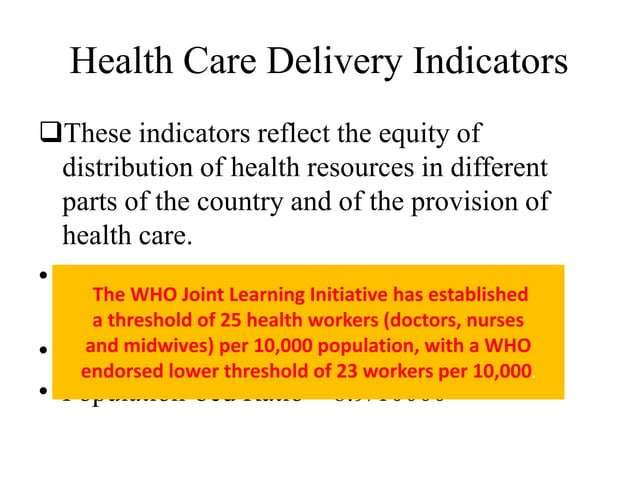 Health Care Delivery Indicators
❑These indicators reflect the equity of
distribution of health resources in different
parts of the country and of the provision of
health care.
•
The WHO Joint Learning Initiative has established
a threshold of 25 health workers (doctors, nurses
and midwives) per 10,000 population, with a WHO
•
endorsed lower threshold of 23 workers per 10,000
•